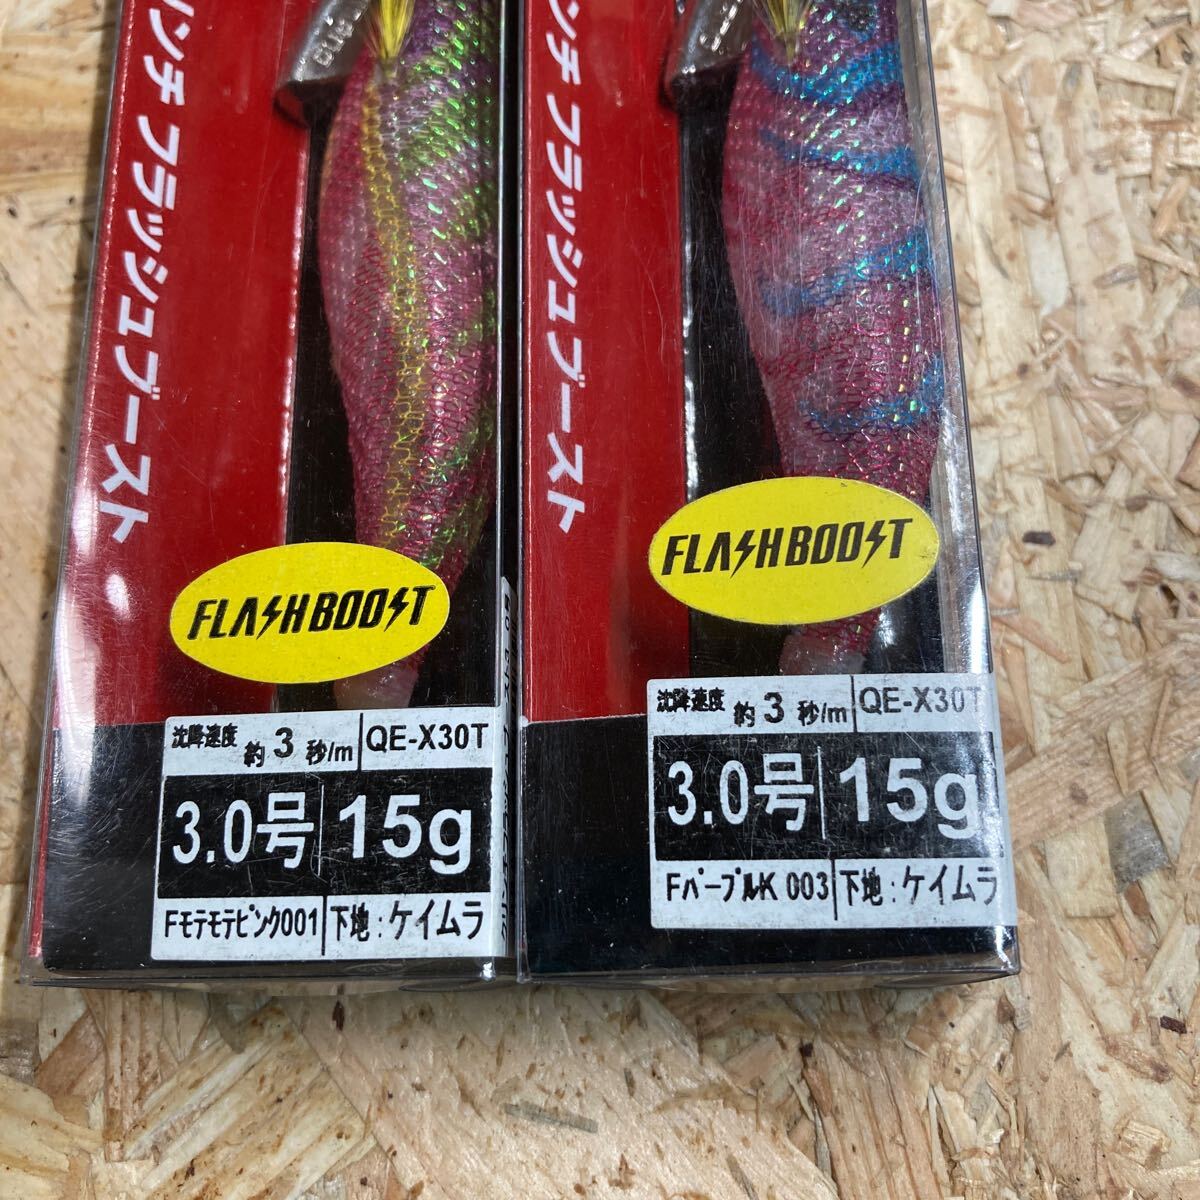 ンチ フラッシュブースト
FLASHBOOST
沈降速度 約3 秒/m QE-X30T
3.0号 15g
Fモテモテピンク001 下地:ケイムラ
ンチ フラッシュブースト
FLASHBOOST
沈降速度 約3 秒/m QE-X30T
3.0号 15g
FパープルK 003 下地:ケイムラ